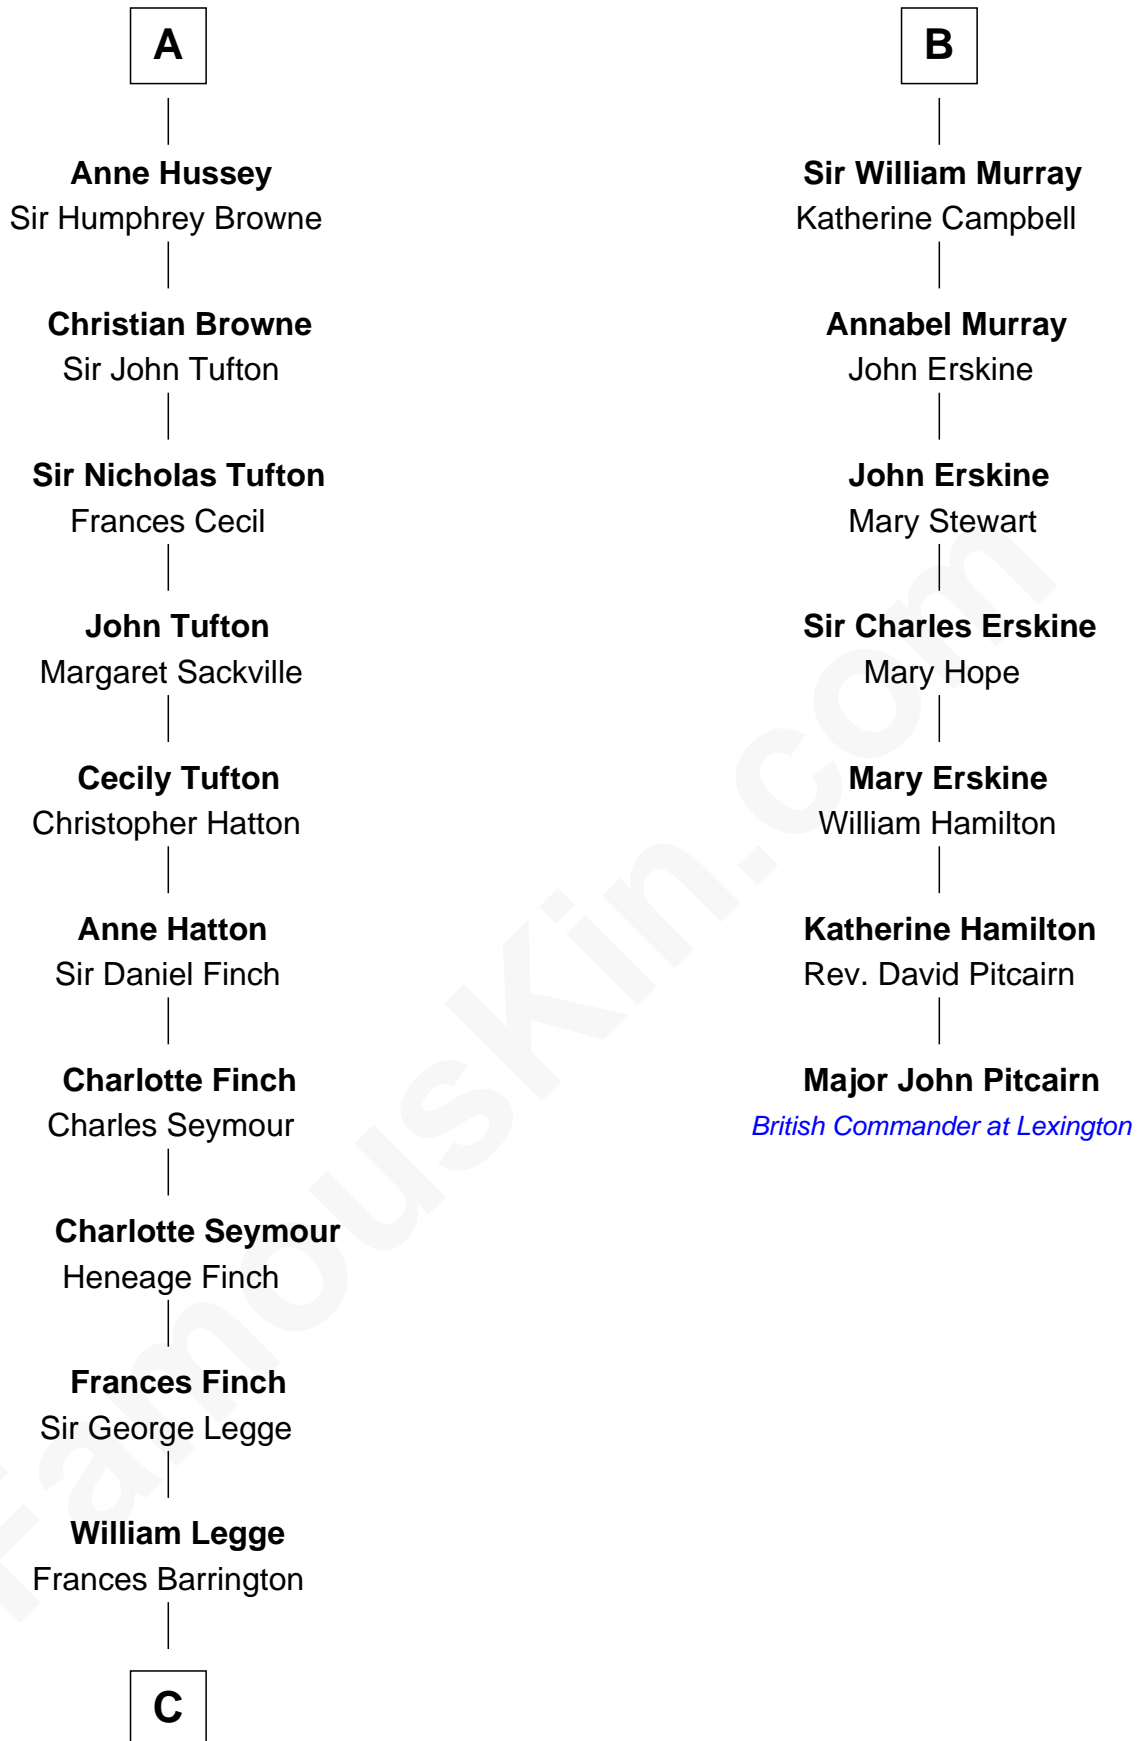 A
Anne Hussey
Sir Humphrey Browne
Christian Browne
Sir John Tufton
Sir Nicholas Tufton
Frances Cecil
John Tufton
Margaret Sackville
Cecily Tufton
Christopher Hatton
Anne Hatton
Sir Daniel Finch
Charlotte Finch
Charles Seymour
Charlotte Seymour
Heneage Finch
Frances Finch
Sir George Legge
William Legge
Frances Barrington
C
B
Sir William Murray
Katherine Campbell
Annabel Murray
John Erskine
John Erskine
Mary Stewart
Sir Charles Erskine
Mary Hope
Mary Erskine
William Hamilton
Katherine Hamilton
Rev. David Pitcairn
Major John Pitcairn
British Commander at Lexington
FamousKin.com